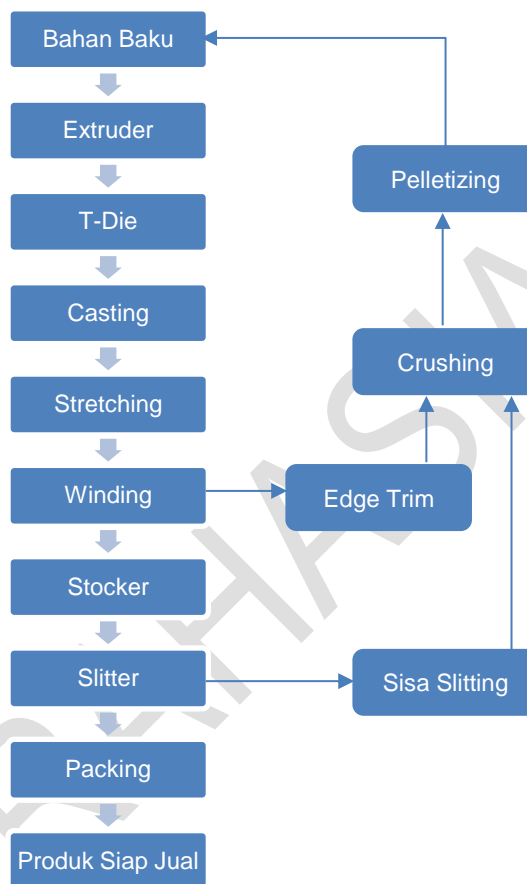 Bahan Baku
Extruder
Pelletizing
T-Die
Casting
Crushing
Stretching
Winding
Edge Trim
Stocker
Slitter
Sisa Slitting
Packing
Produk Siap Jual